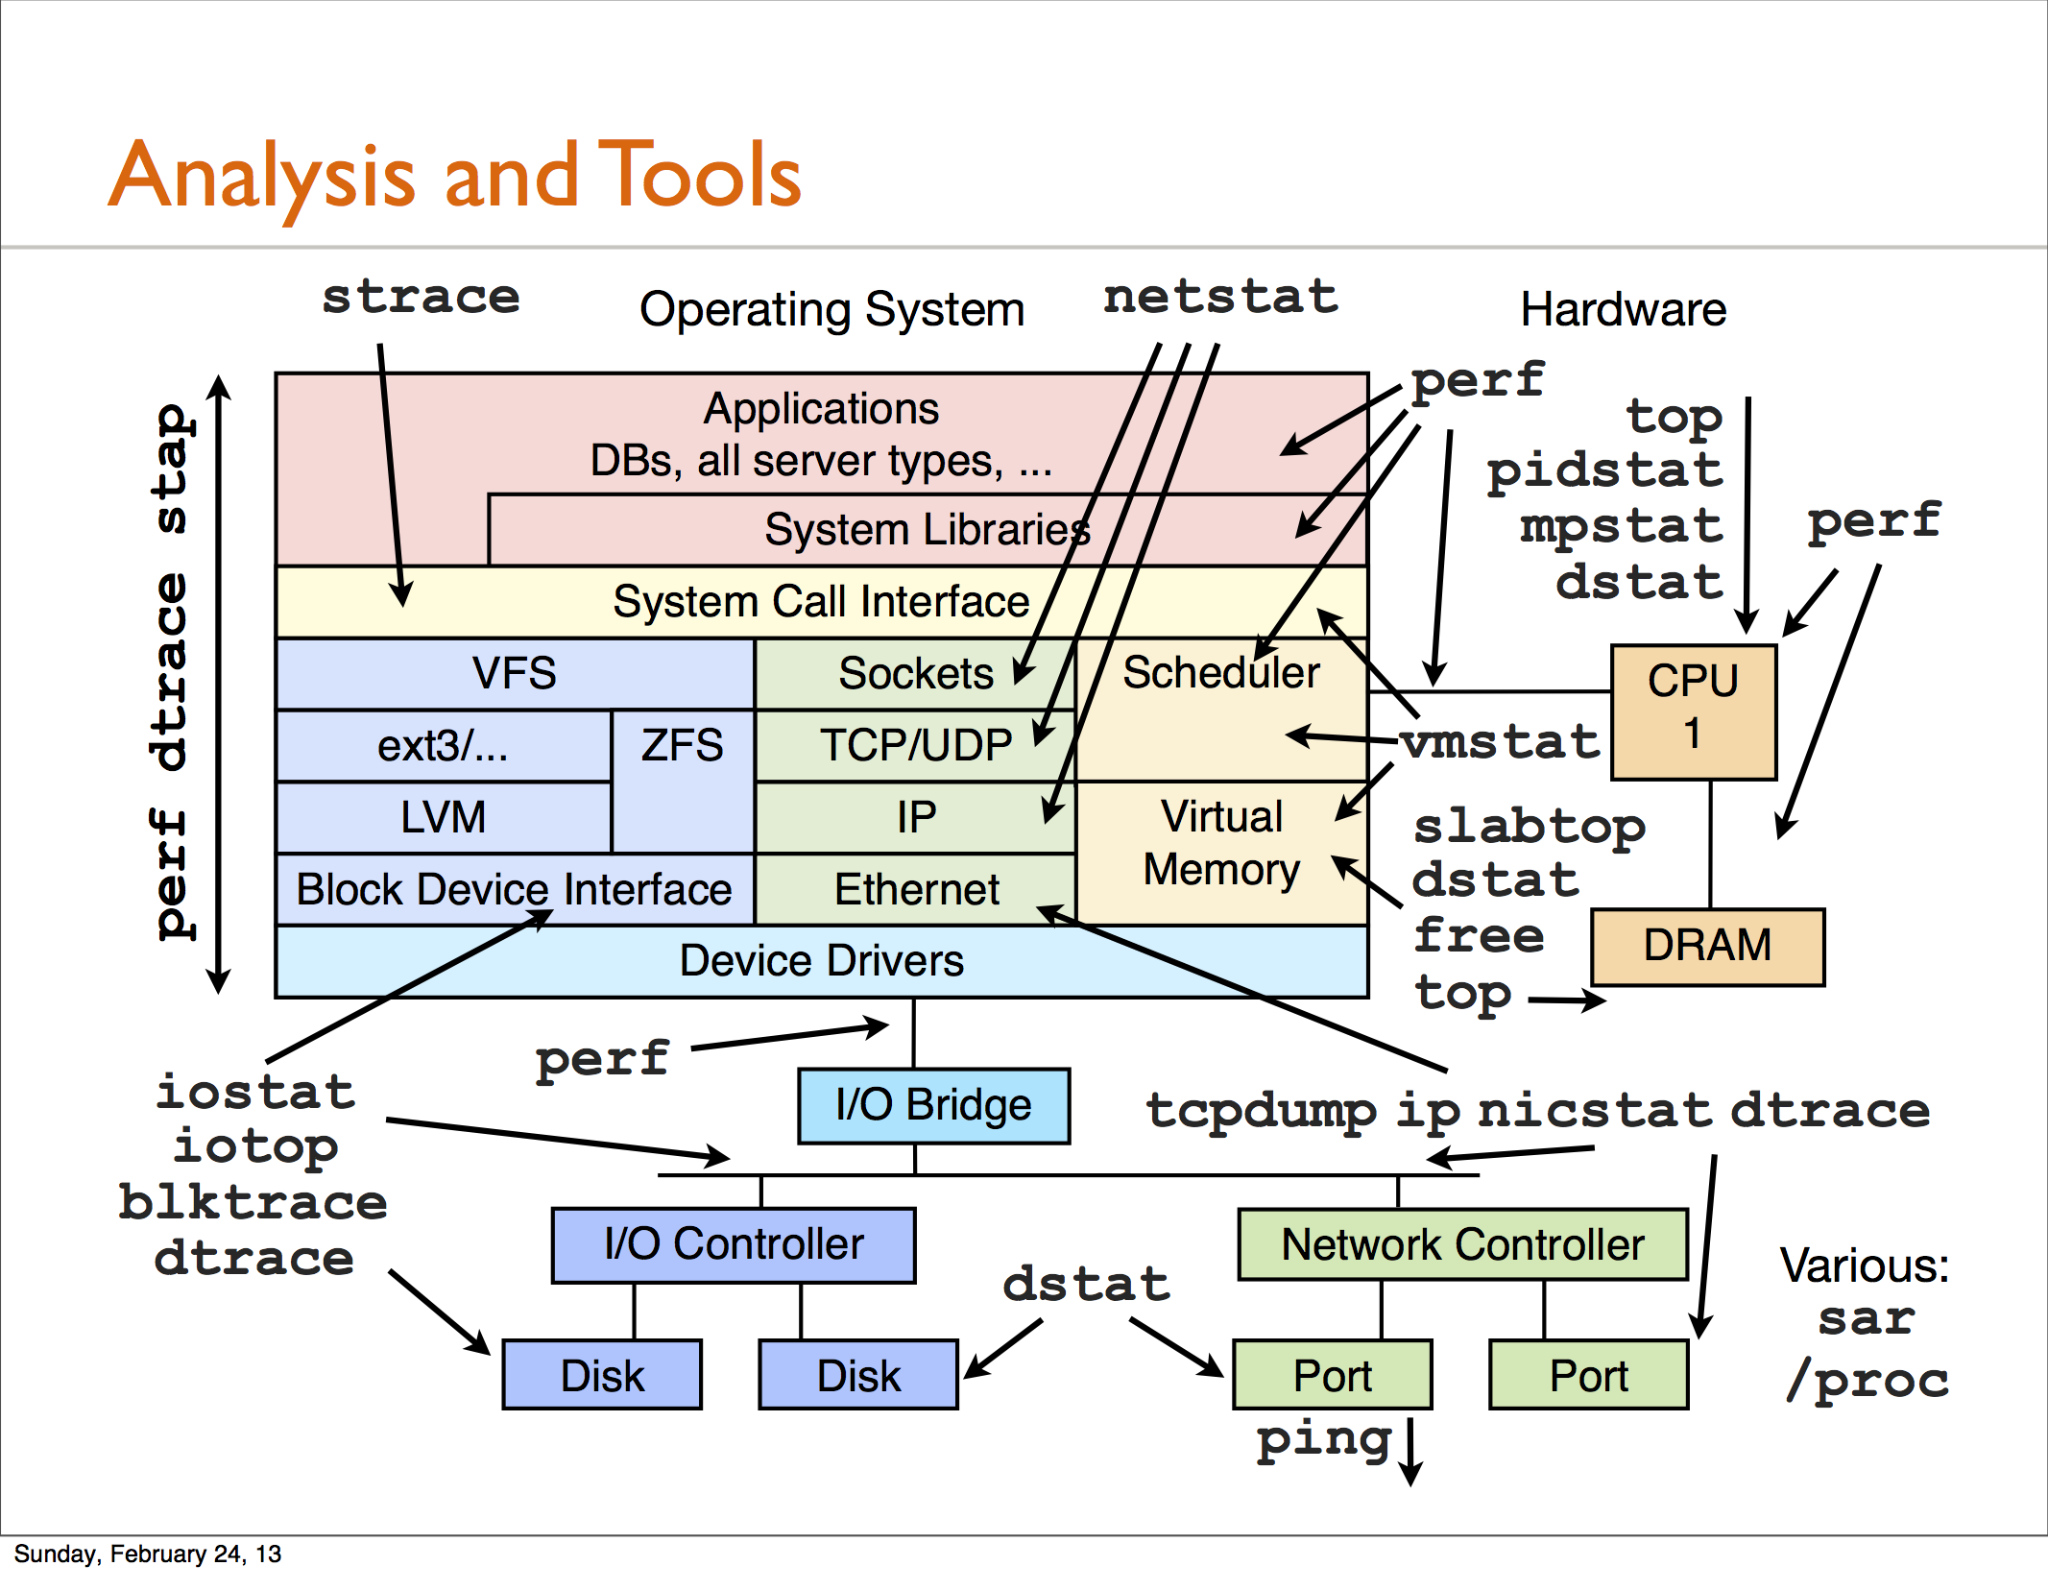 Analysis and Tools
strace
Operating System
netstat
Hardware
perf
top
pidstat
mpstat
dstat
perf
perf dtrace stap
Applications
DBs, all server types, ...
System Libraries
System Call Interface
VFS
Sockets
Scheduler
CPU
1
ext3/...
ZFS
TCP/UDP
vmstat
LVM
IP
Virtual
Memory
slabtop
dstat
free
top
Block Device Interface
Ethernet
DRAM
Device Drivers
perf
iostat
iotop
blktrace
dtrace
I/O Bridge
tcpdump ip nicstat dtrace
I/O Controller
Network Controller
dstat
Various:
sar
/proc
Disk
Disk
Port
Port
ping
Sunday, February 24, 13